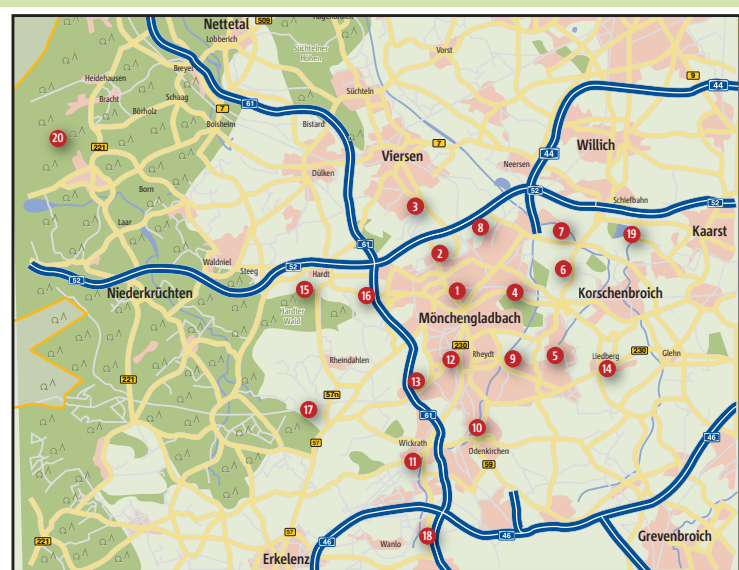 Nettetal
509
Lobberich
Süchtelner
Höhen
Vorst
Breyell
Heidehausen
Bracht
Schaag
61
Süchteln
9
44
Börholz
7
Boisheim
Bistard
20
221
7
Viersen
Willich
44
Neersen
Dülken
Born
52
Schiefbahn
52
3
Laar
8
7
19
Kaarst
61
2
Waldniel
Steeg
52
Hardt
6
52
Niederkrüchten
15
16
1
4
Korschenbroich
Hardter
Wald
Mönchengladbach
230
Rheindahlen
12
Rheydt
9
5
Liedberg
230
Glehn
14
221
13
57n
17
61
10
46
57
Wickrath
Odenkirchen
11
59
57
18
46
221
46
Wanlo
Grevenbroich
Erkelenz